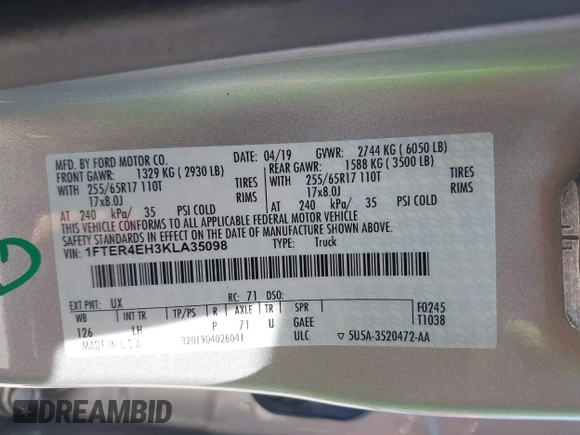 MFD. BY FORD MOTOR CO.
DATE: 04/19 GVWR: 2744 KG ( 6050 LB)
FRONT GAWR: 1329 KG ( 2930 LB) REAR GAWR: 1588 KG ( 3500 LB)
WITH 255/65R17 110T TIRES WITH 255/65R17 110T TIRES
17x8.0J RIMS 17x8.0J RIMS
AT 240 kPa/ 35 PSI COLD AT 240 kPa/ 35 PSI COLD
THIS VEHICLE CONFORMS TO ALL APPLICABLE FEDERAL MOTOR VEHICLE
SAFETY STANDARDS IN EFFECT ON THE DATE OF MANUFACTURE SHOWN ABOVE.
VIN: 1FTER4EH3KLA35098 TYPE: Truck
EXT PNT: UX RC: 71 DSO:
WB INT TR TP/PS R AXLE TR SPR F0245
126 LH P 71 U GAEE T1038
MADE IN U.S.A. 3201904026041 ULC 5U5A-3520472-AA
DREAMBID